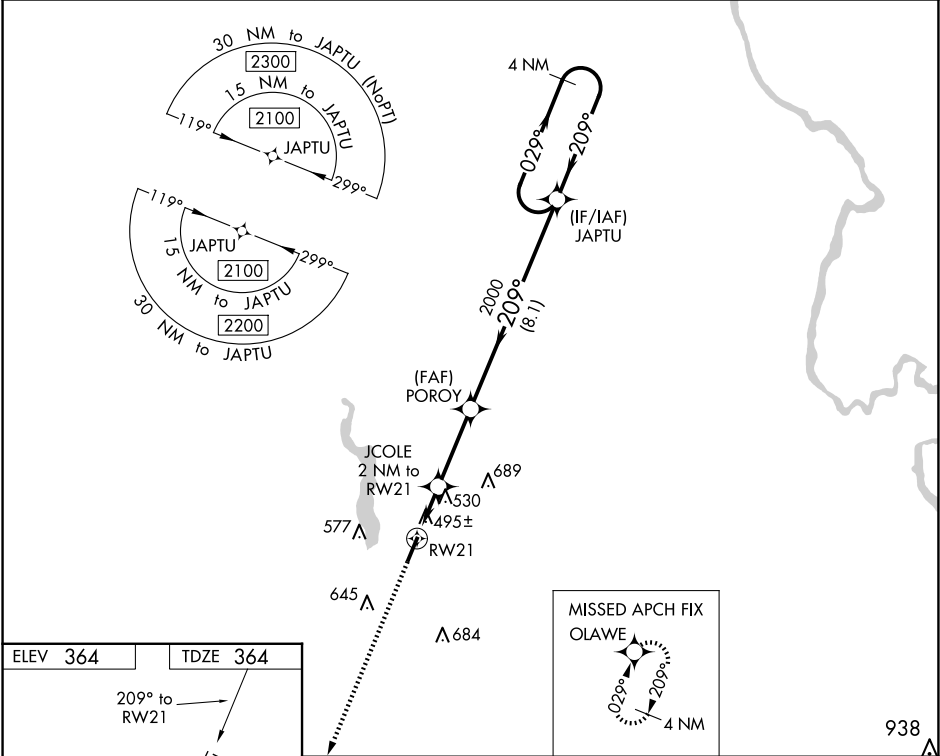 30 NM to JAPTU (NoPT)
2300
15 NM to JAPTU
2100
119°
JAPTU
299°
119°
JAPTU
299°
15 NM to JAPTU
2100
30 NM to JAPTU
2200
4 NM
029°
209°
(IF/IAF)
JAPTU
2000
209°
(8.1)
(FAF)
POROY
JCOLE
2 NM to
RW21
689
530
495±
577
RW21
645
684
MISSED APCH FIX
OLAWE
029°
209°
4 NM
938
ELEV 364
TDZE 364
209° to
RW21